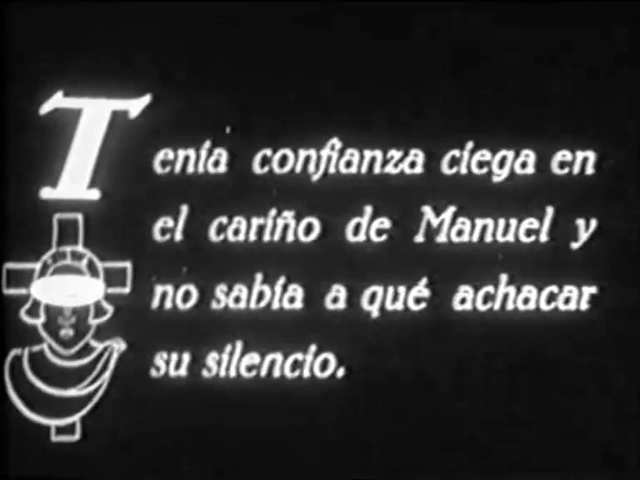 Tenía confianza ciega en
el cariño de Manuel y
no sabía a qué achacar
su silencio.